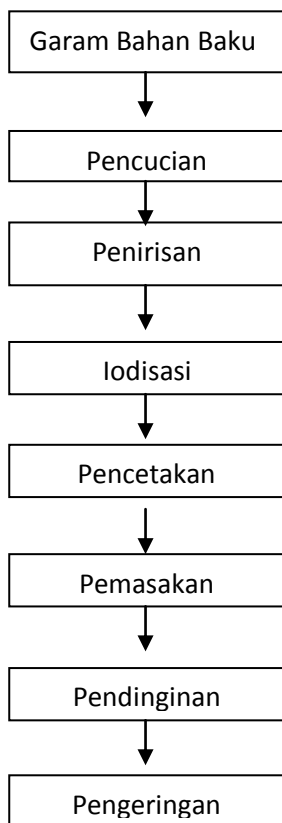 Garam Bahan Baku
Pencucian
Penirisan
Iodisasi
Pencetakan
Pemasakan
Pendinginan
Pengeringan